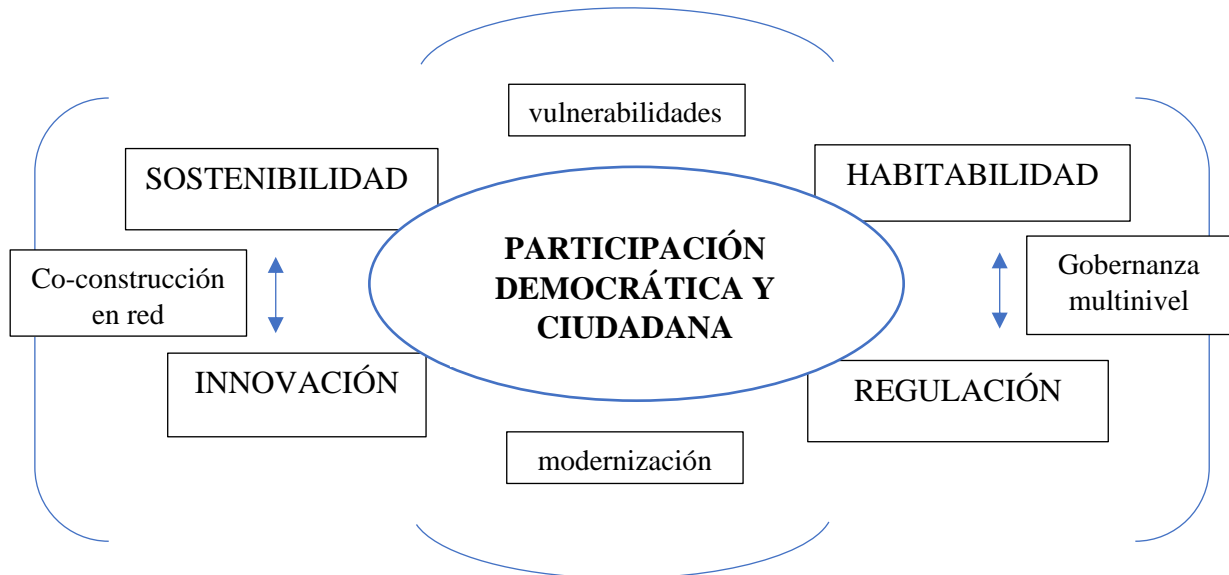 vulnerabilidades
SOSTENIBILIDAD
HABITABILIDAD
PARTICIPACIÓN
DEMOCRÁTICA Y
CIUDADANA
Co-construcción
en red
Gobernanza
multinivel
INNOVACIÓN
REGULACIÓN
modernización